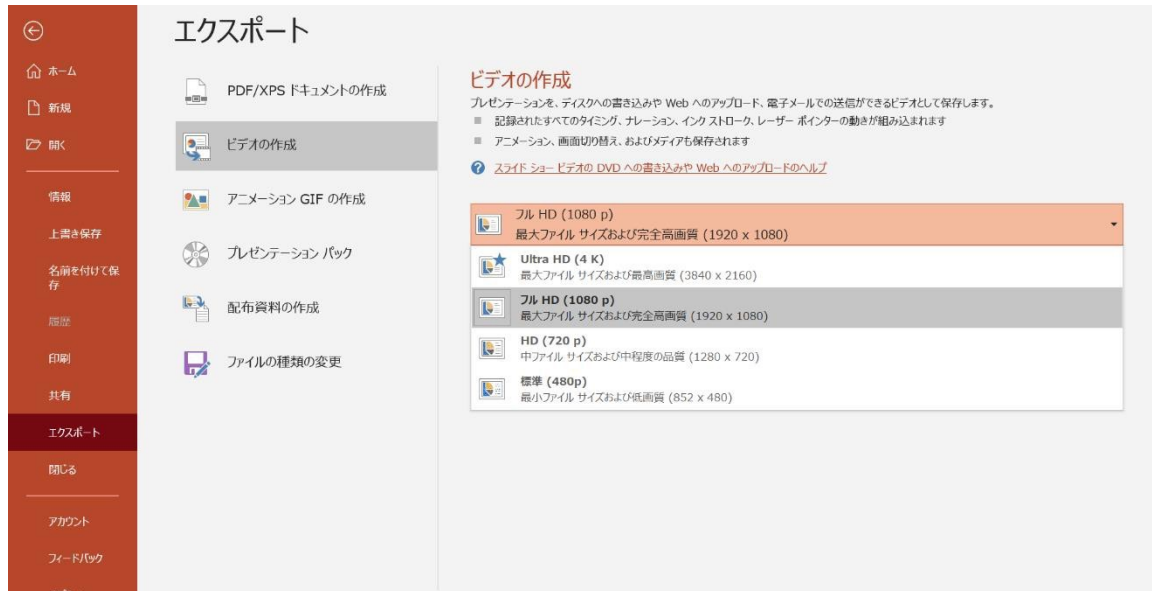 エクスポート
ホーム
新規
開く
情報
上書き保存
名前を付けて保
存
履歴
印刷
共有
エクスポート
閉じる
アカウント
フィードバック
PDF/XPS ドキュメントの作成
ビデオの作成
アニメーション GIF の作成
プレゼンテーション パック
配布資料の作成
ファイルの種類の変更
ビデオの作成
プレゼンテーションを、ディスクへの書き込みや Web へのアップロード、電子メールでの送信ができるビデオとして保存します。
記録されたすべてのタイミング、ナレーション、インク ストローク、レーザー ポインターの動きが組み込まれます
アニメーション、画面切り替え、およびメディアも保存されます
スライド ショー ビデオの DVD への書き込みや Web へのアップロードのヘルプ
フル HD (1080 p)
最大ファイル サイズおよび完全高画質 (1920 x 1080)
Ultra HD (4 K)
最大ファイル サイズおよび最高画質 (3840 x 2160)
フル HD (1080 p)
最大ファイル サイズおよび完全高画質 (1920 x 1080)
HD (720 p)
中ファイル サイズおよび中程度の品質 (1280 x 720)
標準 (480p)
最小ファイル サイズおよび低画質 (852 x 480)